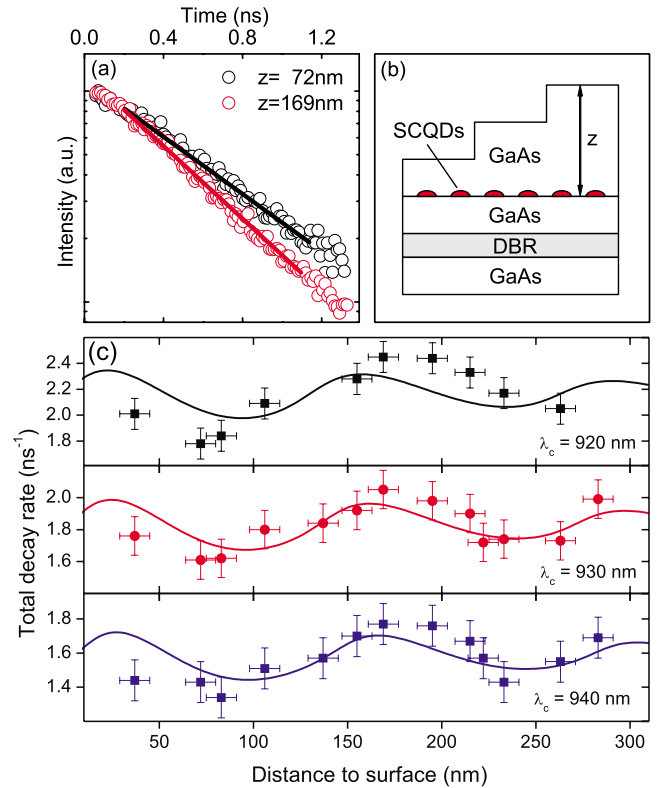 Time (ns)
0.0 0.4 0.8 1.2
(a)
z= 72nm
z=169nm
Intensity (a.u.)
(b)
SCQDs
GaAs
z
GaAs
DBR
GaAs
(c)
2.4
2.2
2.0
1.8
λc = 920 nm
2.0
1.8
1.6
λc = 930 nm
1.6
1.4
λc = 940 nm
Total decay rate (ns⁻¹)
50 100 150 200 250 300
Distance to surface (nm)